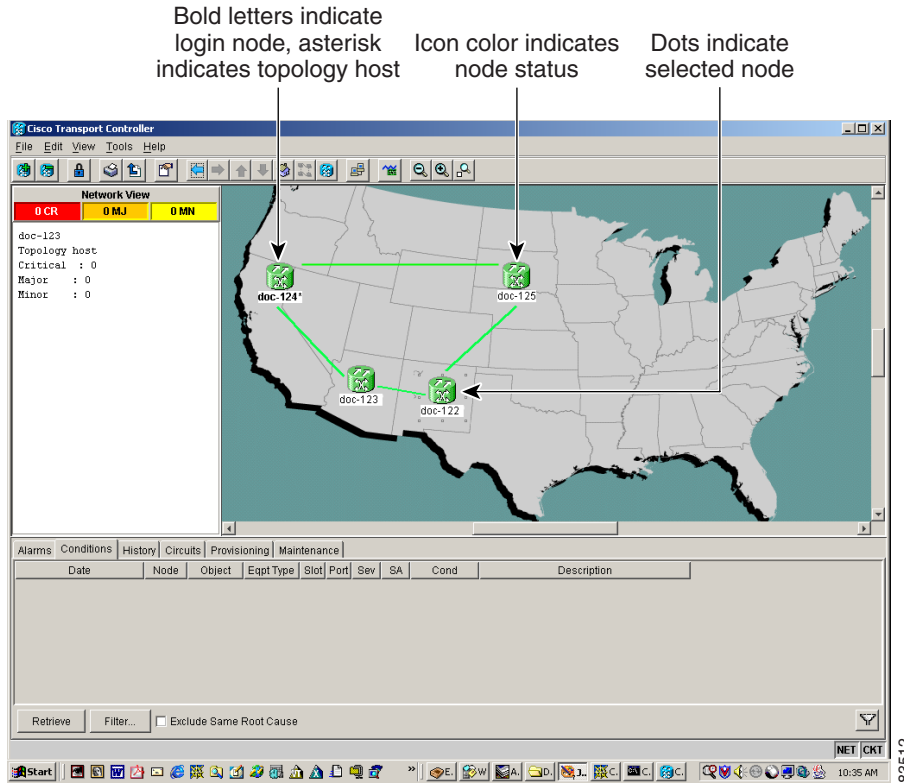 Bold letters indicate
login node, asterisk
indicates topology host
Icon color indicates
node status
Dots indicate
selected node
Cisco Transport Controller
File Edit View Tools Help
Network View
0 CR 0 MJ 0 MN
doc-123
Topology host
Critical : 0
Major : 0
Minor : 0
doc-124*
doc-125
doc-123
doc-122
Alarms Conditions History Circuits Provisioning Maintenance
Date Node Object Eqpt Type Slot Port Sev SA Cond Description
Retrieve Filter... Exclude Same Root Cause
NET CKT
Start » E. W A. D. J.. C. C. C. 10:35 AM